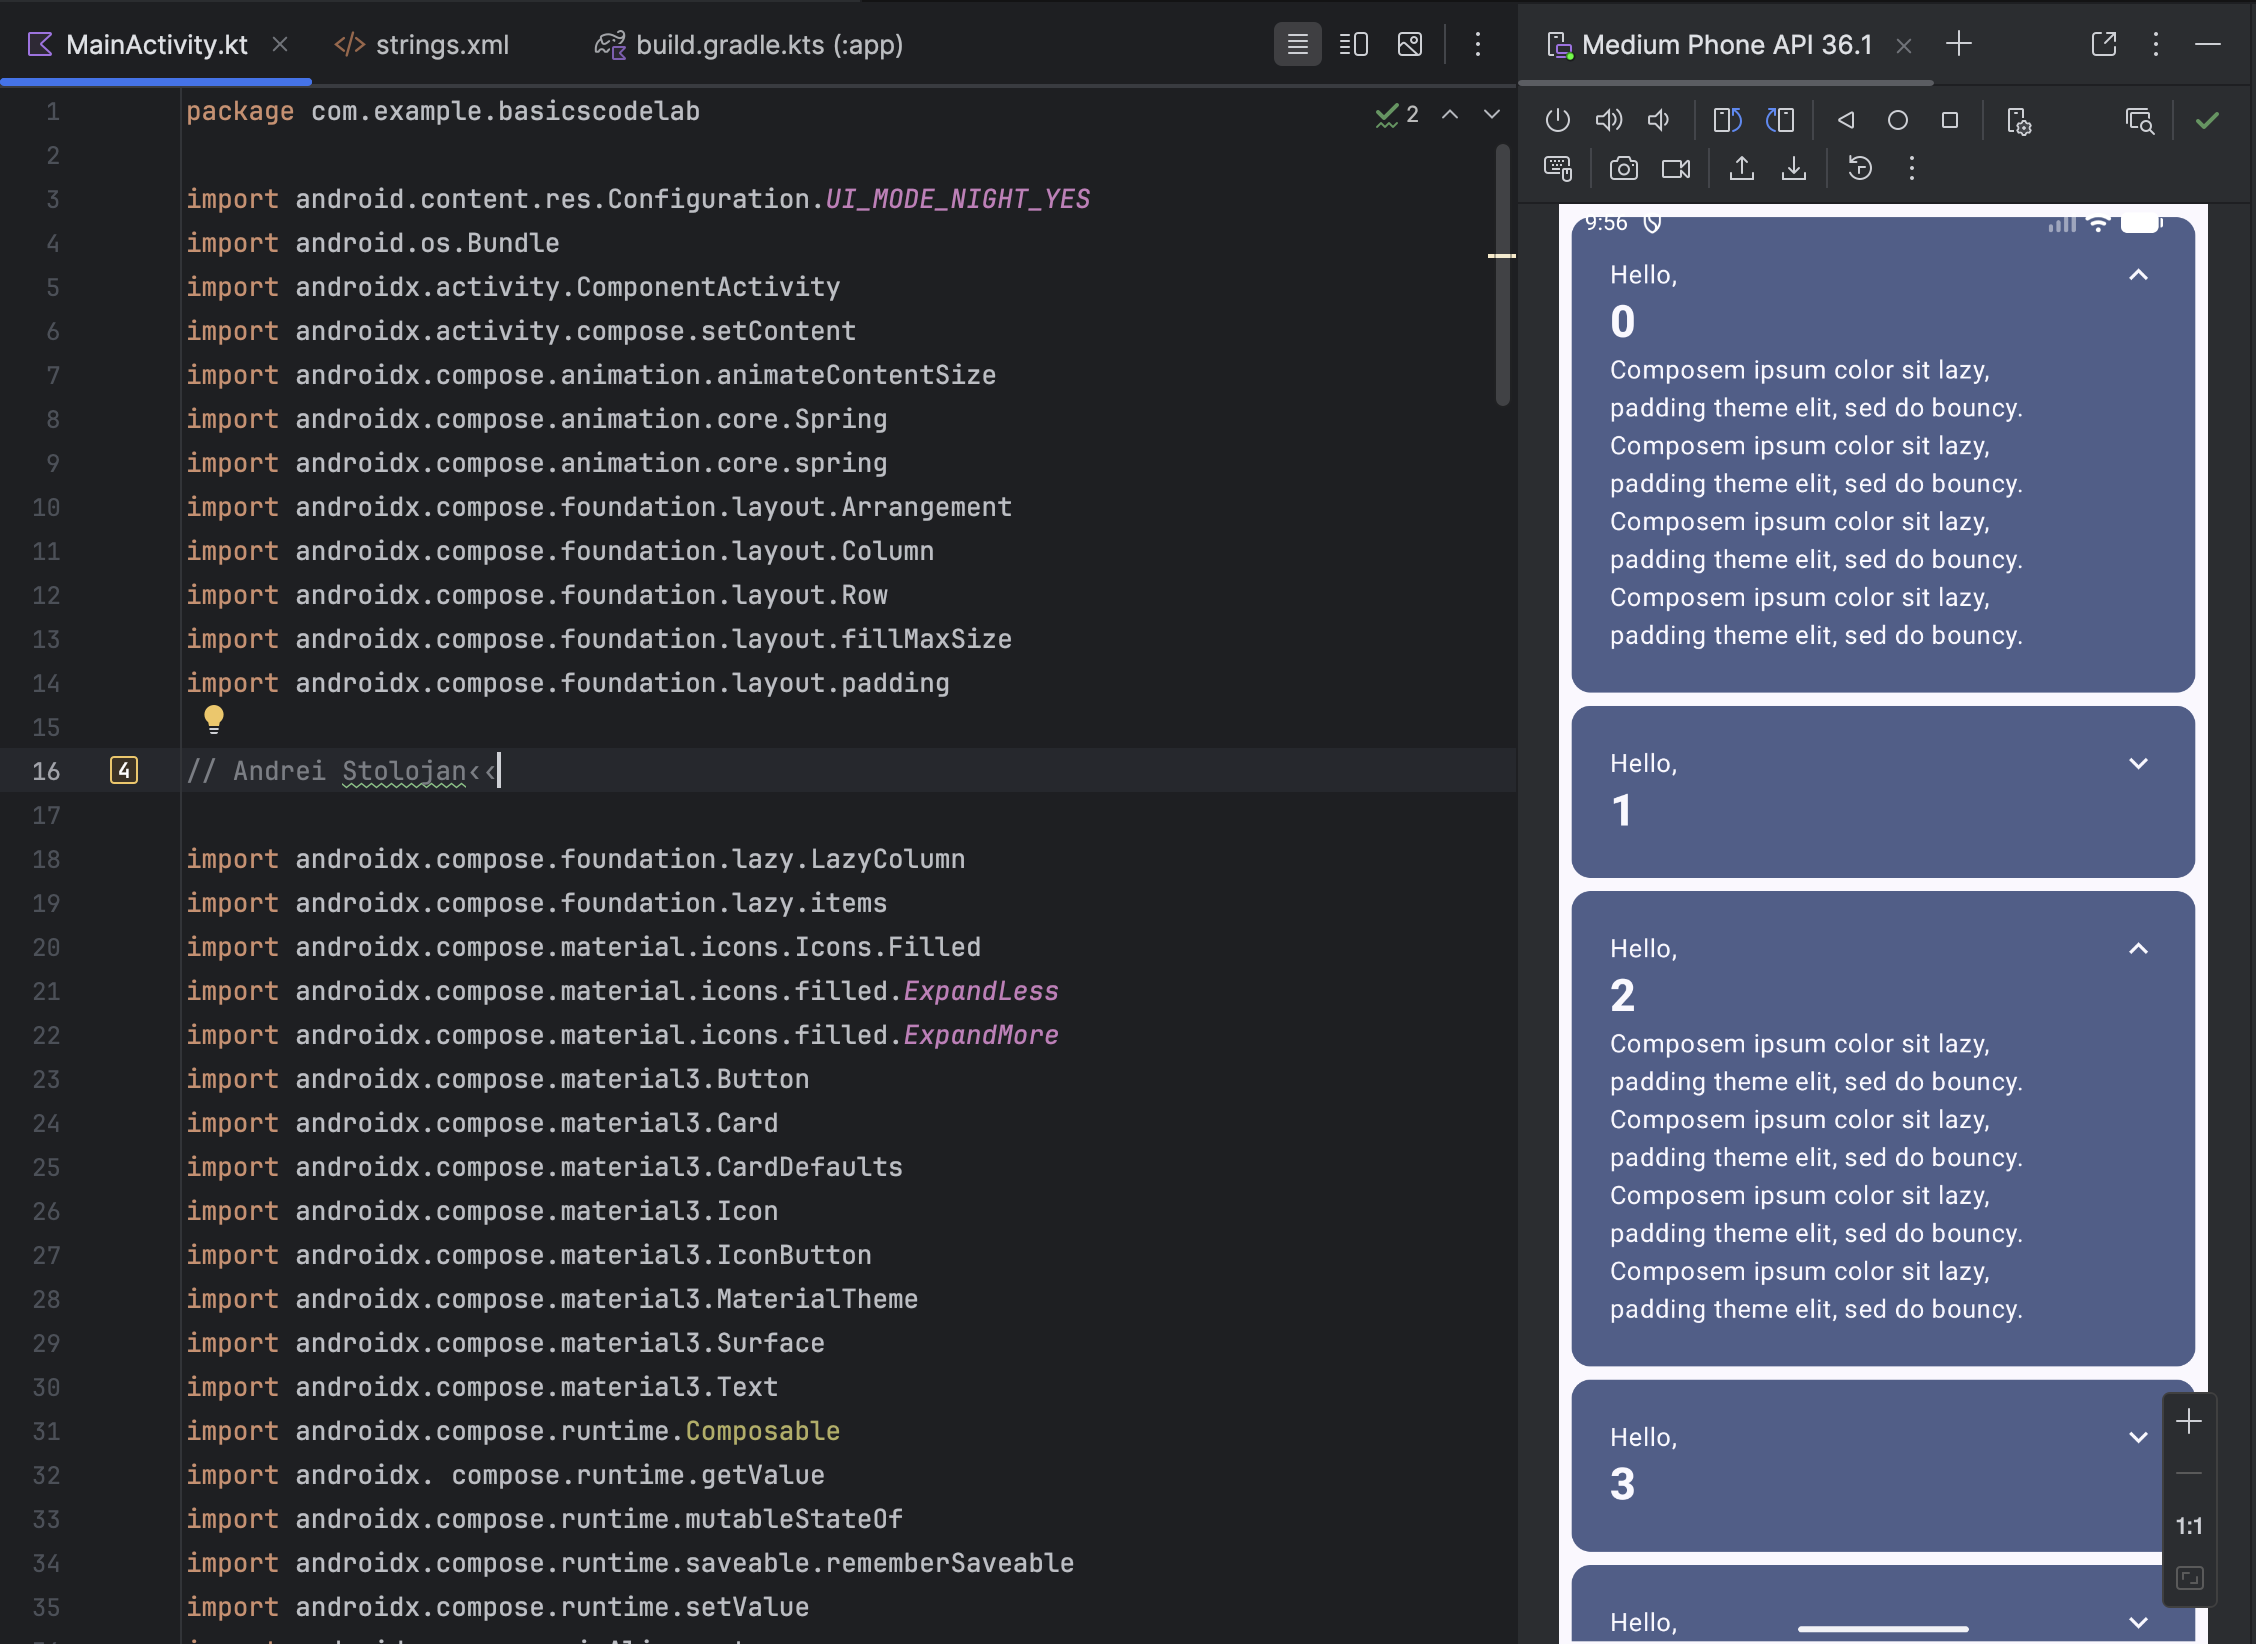 MainActivity.kt
strings.xml
build.gradle.kts (:app)
Medium Phone API 36.1
2
1 package com.example.basicscodelab
2
3 import android.content.res.Configuration.UI_MODE_NIGHT_YES
4 import android.os.Bundle
5 import androidx.activity.ComponentActivity
6 import androidx.activity.compose.setContent
7 import androidx.compose.animation.animateContentSize
8 import androidx.compose.animation.core.Spring
9 import androidx.compose.animation.core.spring
10 import androidx.compose.foundation.layout.Arrangement
11 import androidx.compose.foundation.layout.Column
12 import androidx.compose.foundation.layout.Row
13 import androidx.compose.foundation.layout.fillMaxSize
14 import androidx.compose.foundation.layout.padding
15
16 4 // Andrei Stolojan‹‹
17
18 import androidx.compose.foundation.lazy.LazyColumn
19 import androidx.compose.foundation.lazy.items
20 import androidx.compose.material.icons.Icons.Filled
21 import androidx.compose.material.icons.filled.ExpandLess
22 import androidx.compose.material.icons.filled.ExpandMore
23 import androidx.compose.material3.Button
24 import androidx.compose.material3.Card
25 import androidx.compose.material3.CardDefaults
26 import androidx.compose.material3.Icon
27 import androidx.compose.material3.IconButton
28 import androidx.compose.material3.MaterialTheme
29 import androidx.compose.material3.Surface
30 import androidx.compose.material3.Text
31 import androidx.compose.runtime.Composable
32 import androidx. compose.runtime.getValue
33 import androidx.compose.runtime.mutableStateOf
34 import androidx.compose.runtime.saveable.rememberSaveable
35 import androidx.compose.runtime.setValue
9:56
Hello,
0
Composem ipsum color sit lazy,
padding theme elit, sed do bouncy.
Composem ipsum color sit lazy,
padding theme elit, sed do bouncy.
Composem ipsum color sit lazy,
padding theme elit, sed do bouncy.
Composem ipsum color sit lazy,
padding theme elit, sed do bouncy.
Hello,
1
Hello,
2
Composem ipsum color sit lazy,
padding theme elit, sed do bouncy.
Composem ipsum color sit lazy,
padding theme elit, sed do bouncy.
Composem ipsum color sit lazy,
padding theme elit, sed do bouncy.
Composem ipsum color sit lazy,
padding theme elit, sed do bouncy.
Hello,
3
Hello,
1:1